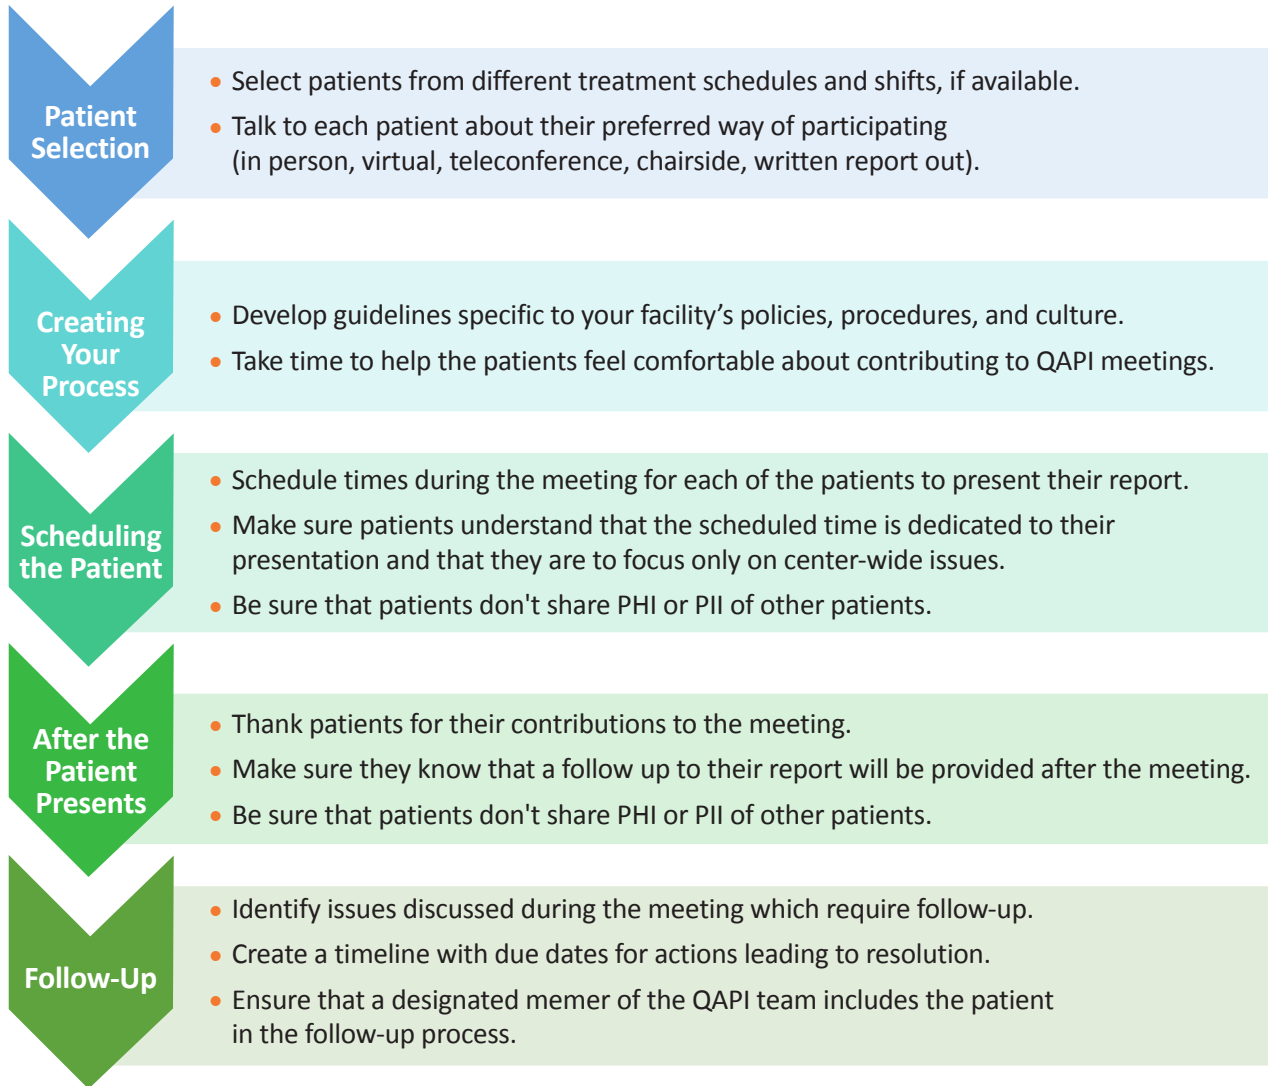 Patient
Selection
• Select patients from different treatment schedules and shifts, if available.
• Talk to each patient about their preferred way of participating
(in person, virtual, teleconference, chairside, written report out).
Creating
Your
Process
• Develop guidelines specific to your facility’s policies, procedures, and culture.
• Take time to help the patients feel comfortable about contributing to QAPI meetings.
Scheduling
the Patient
• Schedule times during the meeting for each of the patients to present their report.
• Make sure patients understand that the scheduled time is dedicated to their
presentation and that they are to focus only on center-wide issues.
• Be sure that patients don't share PHI or PII of other patients.
After the
Patient
Presents
• Thank patients for their contributions to the meeting.
• Make sure they know that a follow up to their report will be provided after the meeting.
• Be sure that patients don't share PHI or PII of other patients.
Follow-Up
• Identify issues discussed during the meeting which require follow-up.
• Create a timeline with due dates for actions leading to resolution.
• Ensure that a designated memer of the QAPI team includes the patient
in the follow-up process.